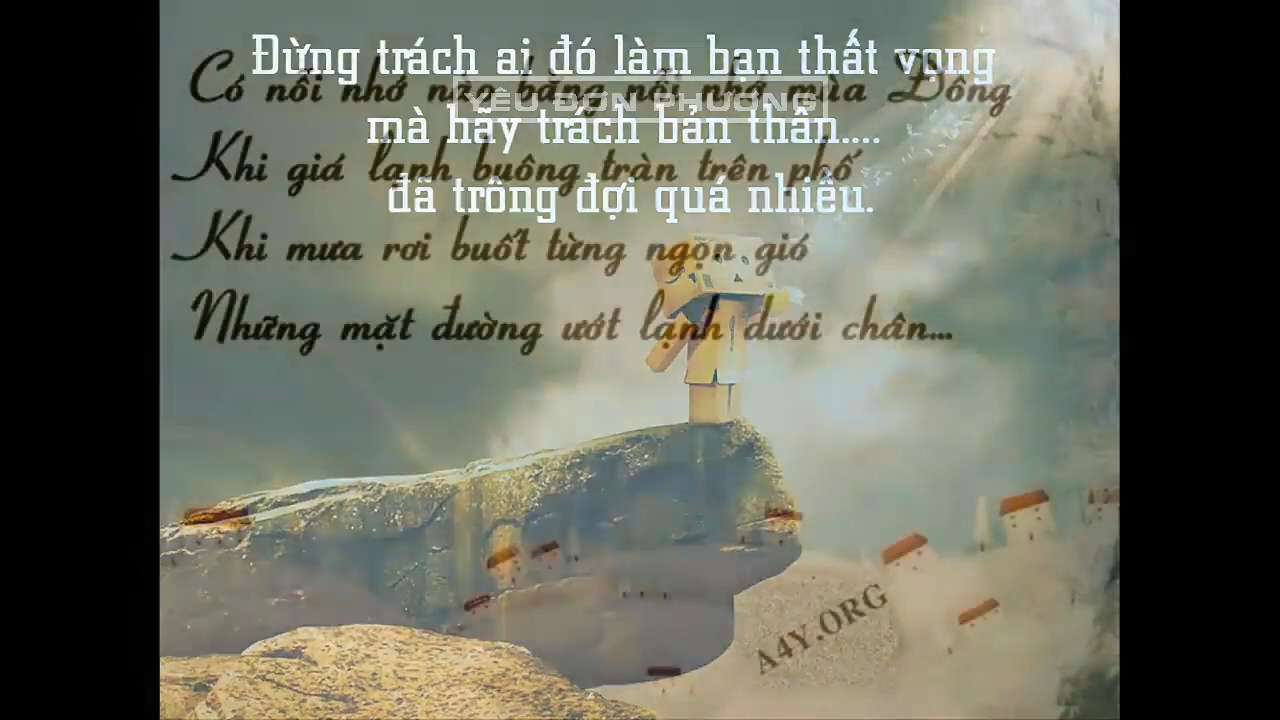 Đừng trách ai đó làm bạn thất vọng
Có nỗi nhớ nào bằng nỗi nhớ mùa Đông
YÊU ĐƠN PHƯƠNG
mà hãy trách bản thân....
Khi giá lạnh buông tràn trên phố
đã trông đợi quá nhiều.
Khi mưa rơi buốt từng ngọn gió
Những mặt đường ướt lạnh dưới chân...
A4Y.ORG